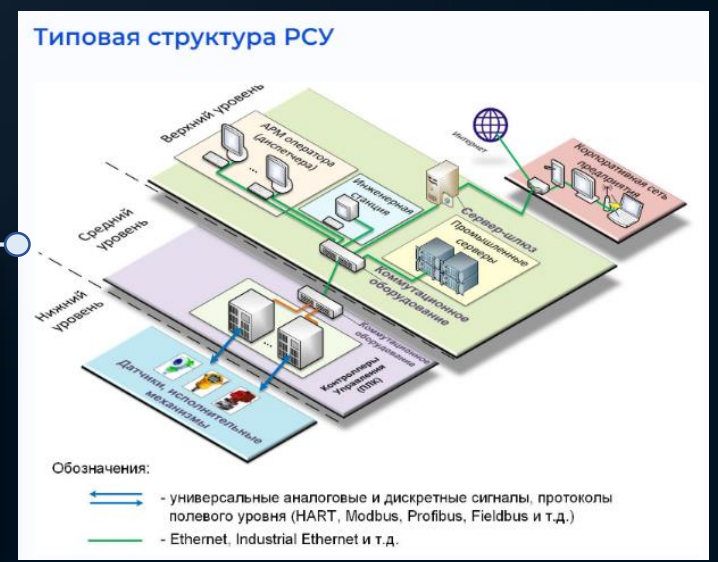 Типовая структура РСУ
Верхний уровень
АРМ оператора
(диспетчера)
...
Инженерная
станция
Интернет
Корпоративная сеть
предприятия
Сервер-шлюз
Промышленные
серверы
Средний
уровень
Коммутационное
оборудование
Нижний
уровень
...
Коммутационное
оборудование
Контроллеры
Управления
(ПЛК)
...
Датчики, исполнительные
механизмы
Обозначения:
- универсальные аналоговые и дискретные сигналы, протоколы
полевого уровня (HART, Modbus, Profibus, Fieldbus и т.д.)
- Ethernet, Industrial Ethernet и т.д.